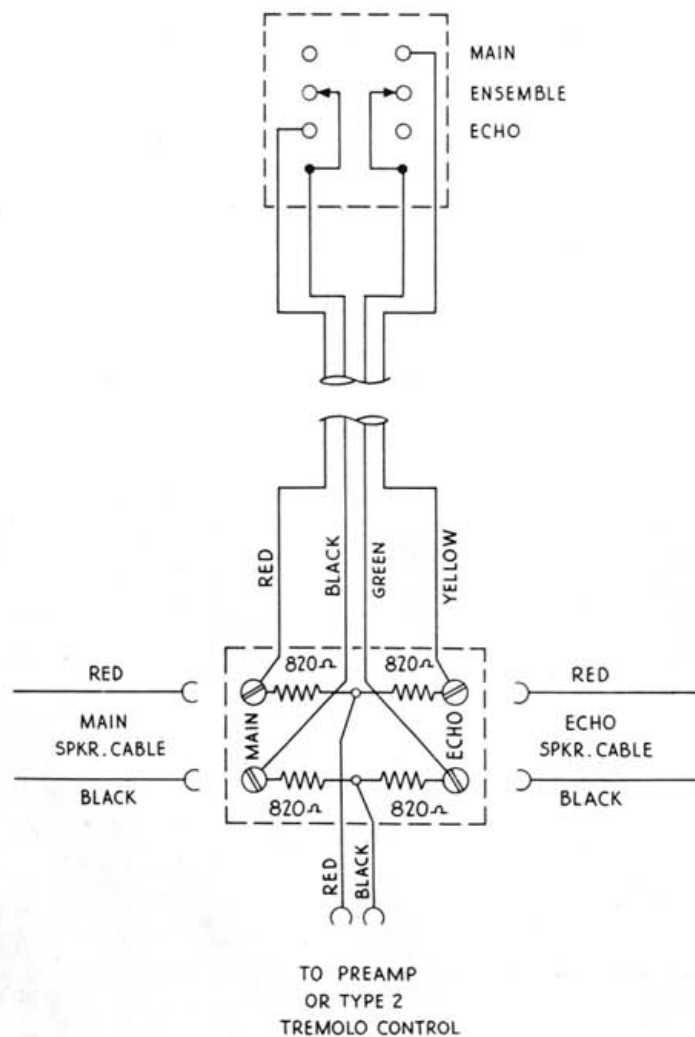 MAIN
ENSEMBLE
ECHO
RED
BLACK
GREEN
YELLOW
820Ω
820Ω
RED
RED
MAIN
SPKR. CABLE
MAIN
ECHO
ECHO
SPKR. CABLE
BLACK
BLACK
820Ω
820Ω
RED
BLACK
TO PREAMP
OR TYPE 2
TREMOLO CONTROL